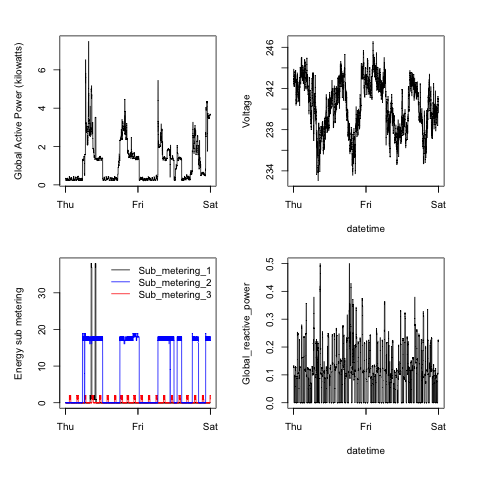 Global Active Power (kilowatts)
0 2 4 6
Thu Fri Sat
Voltage
234 238 242 246
Thu Fri Sat
datetime
Energy sub metering
0 10 20 30
Thu Fri Sat
Sub_metering_1
Sub_metering_2
Sub_metering_3
Global_reactive_power
0.0 0.1 0.2 0.3 0.4 0.5
Thu Fri Sat
datetime